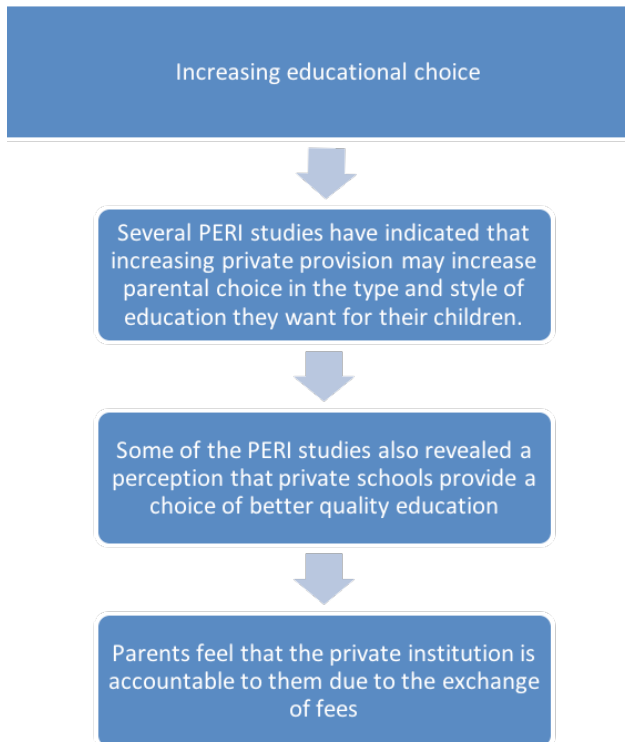 Increasing educational choice
Several PERI studies have indicated that
increasing private provision may increase
parental choice in the type and style of
education they want for their children.
Some of the PERI studies also revealed a
perception that private schools provide a
choice of better quality education
Parents feel that the private institution is
accountable to them due to the exchange
of fees